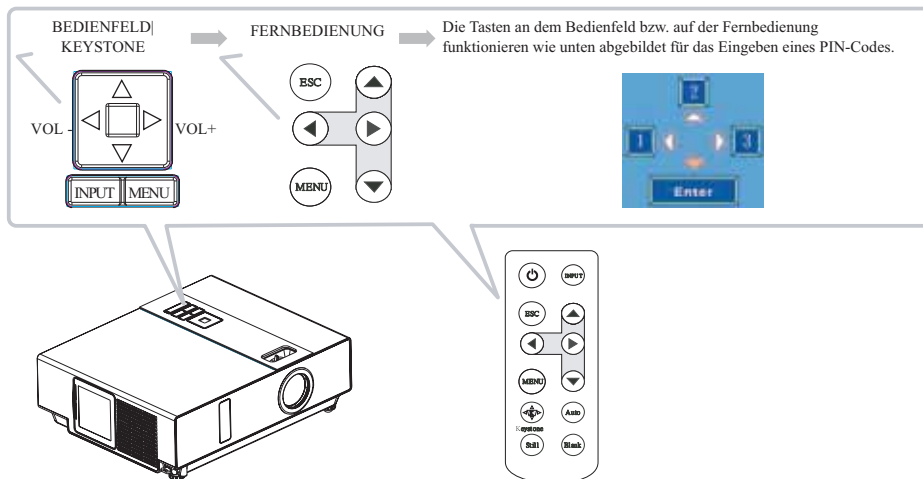 BEDIENFELD|
KEYSTONE
FERNBEDIENUNG
Die Tasten an dem Bedienfeld bzw. auf der Fernbedienung
funktionieren wie unten abgebildet für das Eingeben eines PIN-Codes.
VOL -
VOL+
INPUT MENU
ESC
MENU
2
1
3
Enter
INPUT
ESC
MENU
Keystone
Auto
Still
Blank